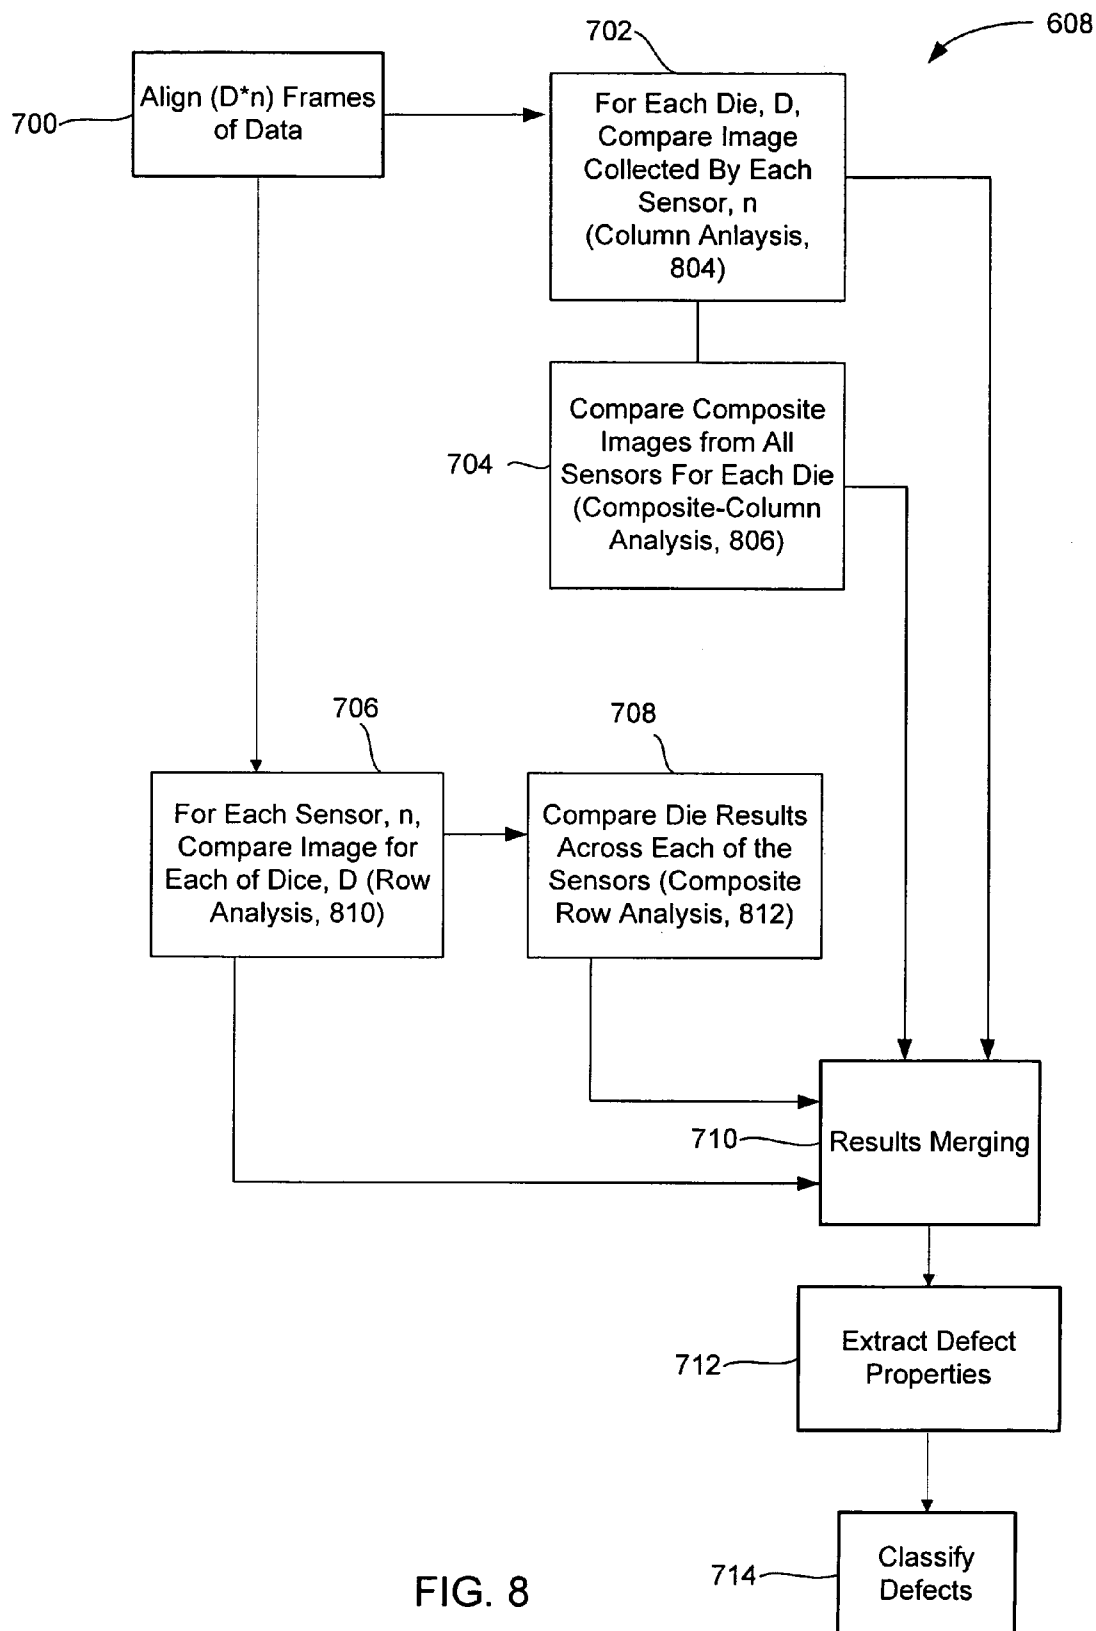 608
702
700
Align (D*n) Frames
of Data
For Each Die, D,
Compare Image
Collected By Each
Sensor, n
(Column Anlaysis,
804)
704
Compare Composite
Images from All
Sensors For Each Die
(Composite-Column
Analysis, 806)
706
708
For Each Sensor, n,
Compare Image for
Each of Dice, D (Row
Analysis, 810)
Compare Die Results
Across Each of the
Sensors (Composite
Row Analysis, 812)
710
Results Merging
712
Extract Defect
Properties
714
Classify
Defects
FIG. 8